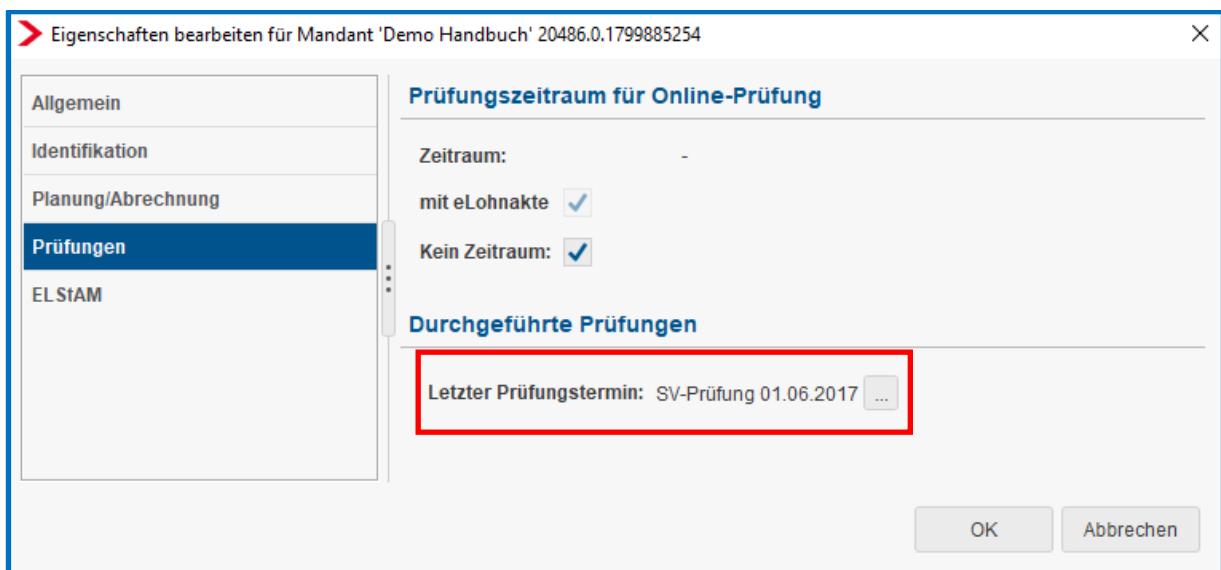 Eigenschaften bearbeiten für Mandant 'Demo Handbuch' 20486.0.1799885254
Allgemein
Identifikation
Planung/Abrechnung
Prüfungen
ELStAM
Prüfungszeitraum für Online-Prüfung
Zeitraum: -
mit eLohnakte
Kein Zeitraum:
Durchgeführte Prüfungen
Letzter Prüfungstermin: SV-Prüfung 01.06.2017 ...
OK Abbrechen